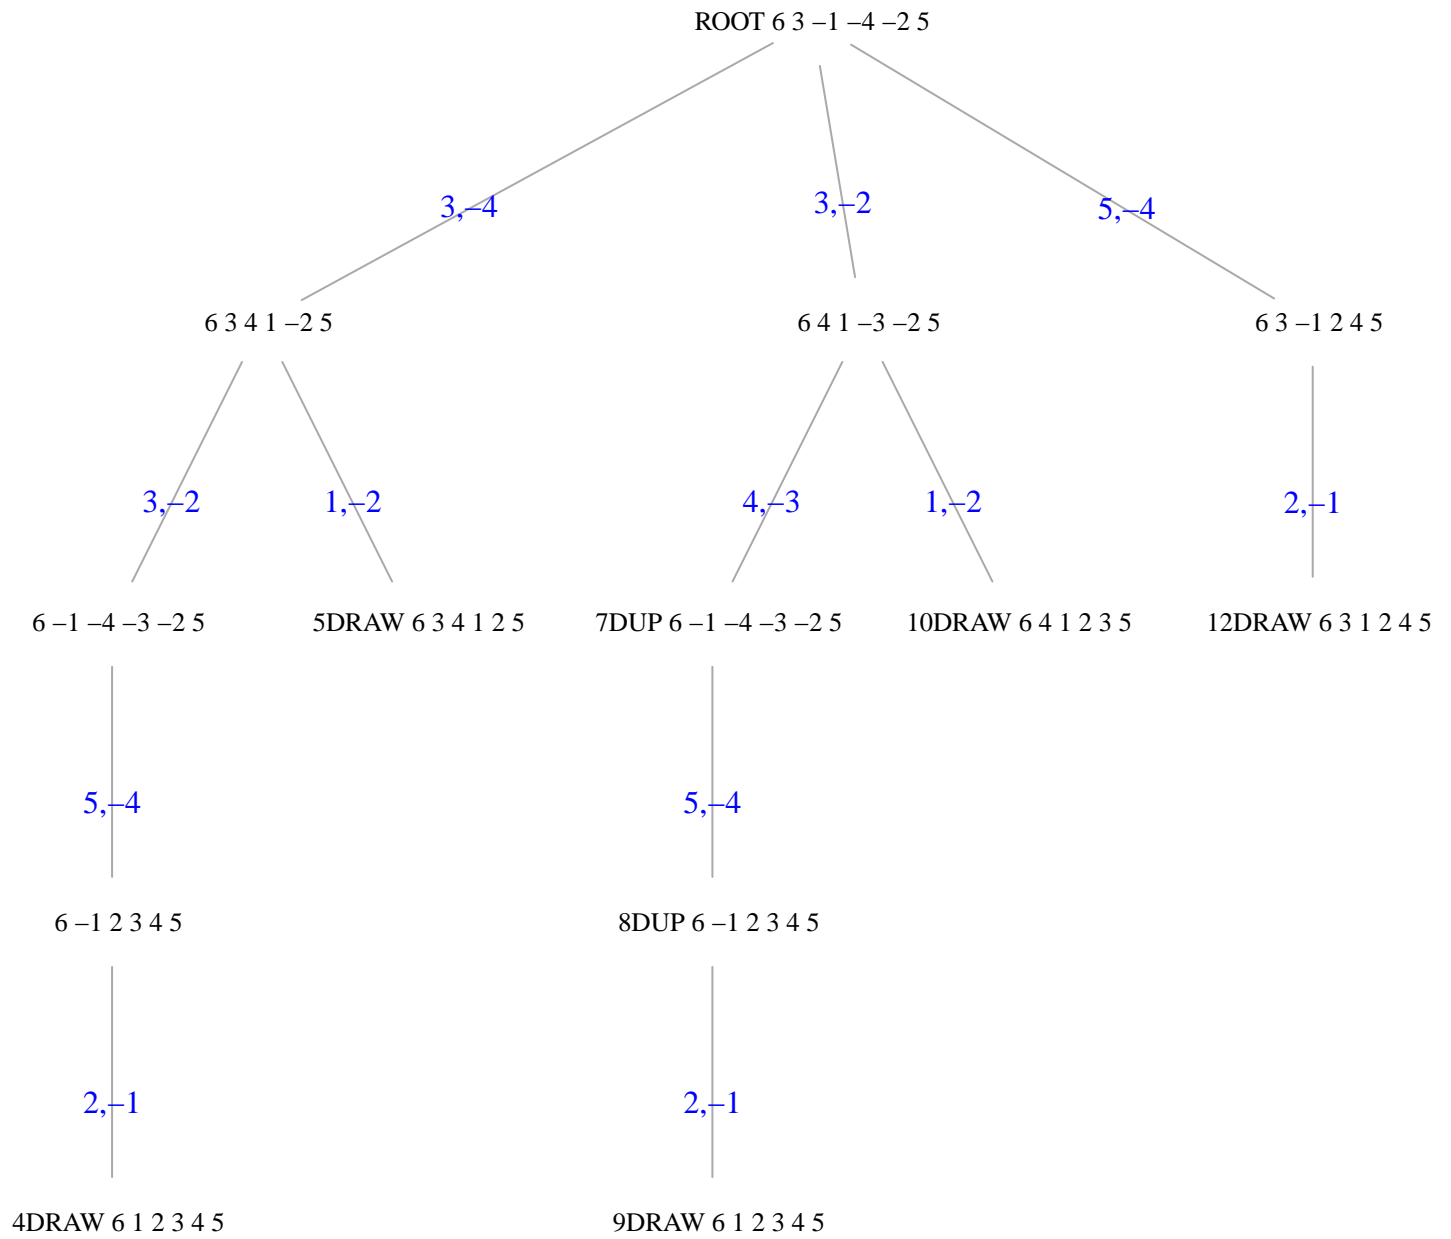 ROOT 6 3 –1 –4 –2 5
3,–4
3,–2
5,–4
6 3 4 1 –2 5
6 4 1 –3 –2 5
6 3 –1 2 4 5
3,–2
1,–2
4,–3
1,–2
2,–1
6 –1 –4 –3 –2 5
5DRAW 6 3 4 1 2 5
7DUP 6 –1 –4 –3 –2 5
10DRAW 6 4 1 2 3 5
12DRAW 6 3 1 2 4 5
5,–4
5,–4
6 –1 2 3 4 5
8DUP 6 –1 2 3 4 5
2,–1
2,–1
4DRAW 6 1 2 3 4 5
9DRAW 6 1 2 3 4 5